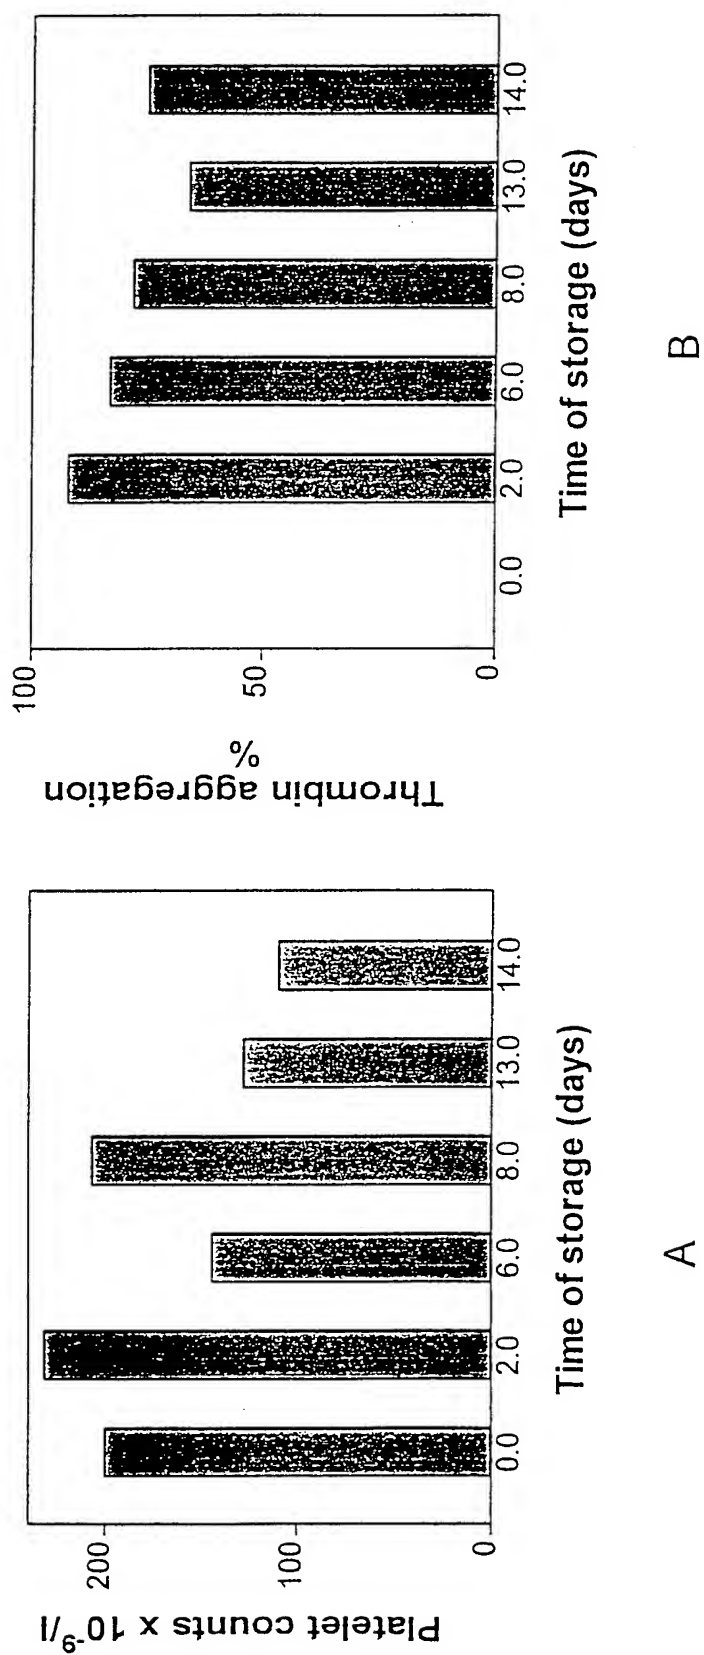 Platelet counts x 10⁻⁹/l
200
100
0
0.0 2.0 6.0 8.0 13.0 14.0
Time of storage (days)
A
Thrombin aggregation
%
100
50
0
0.0 2.0 6.0 8.0 13.0 14.0
Time of storage (days)
B